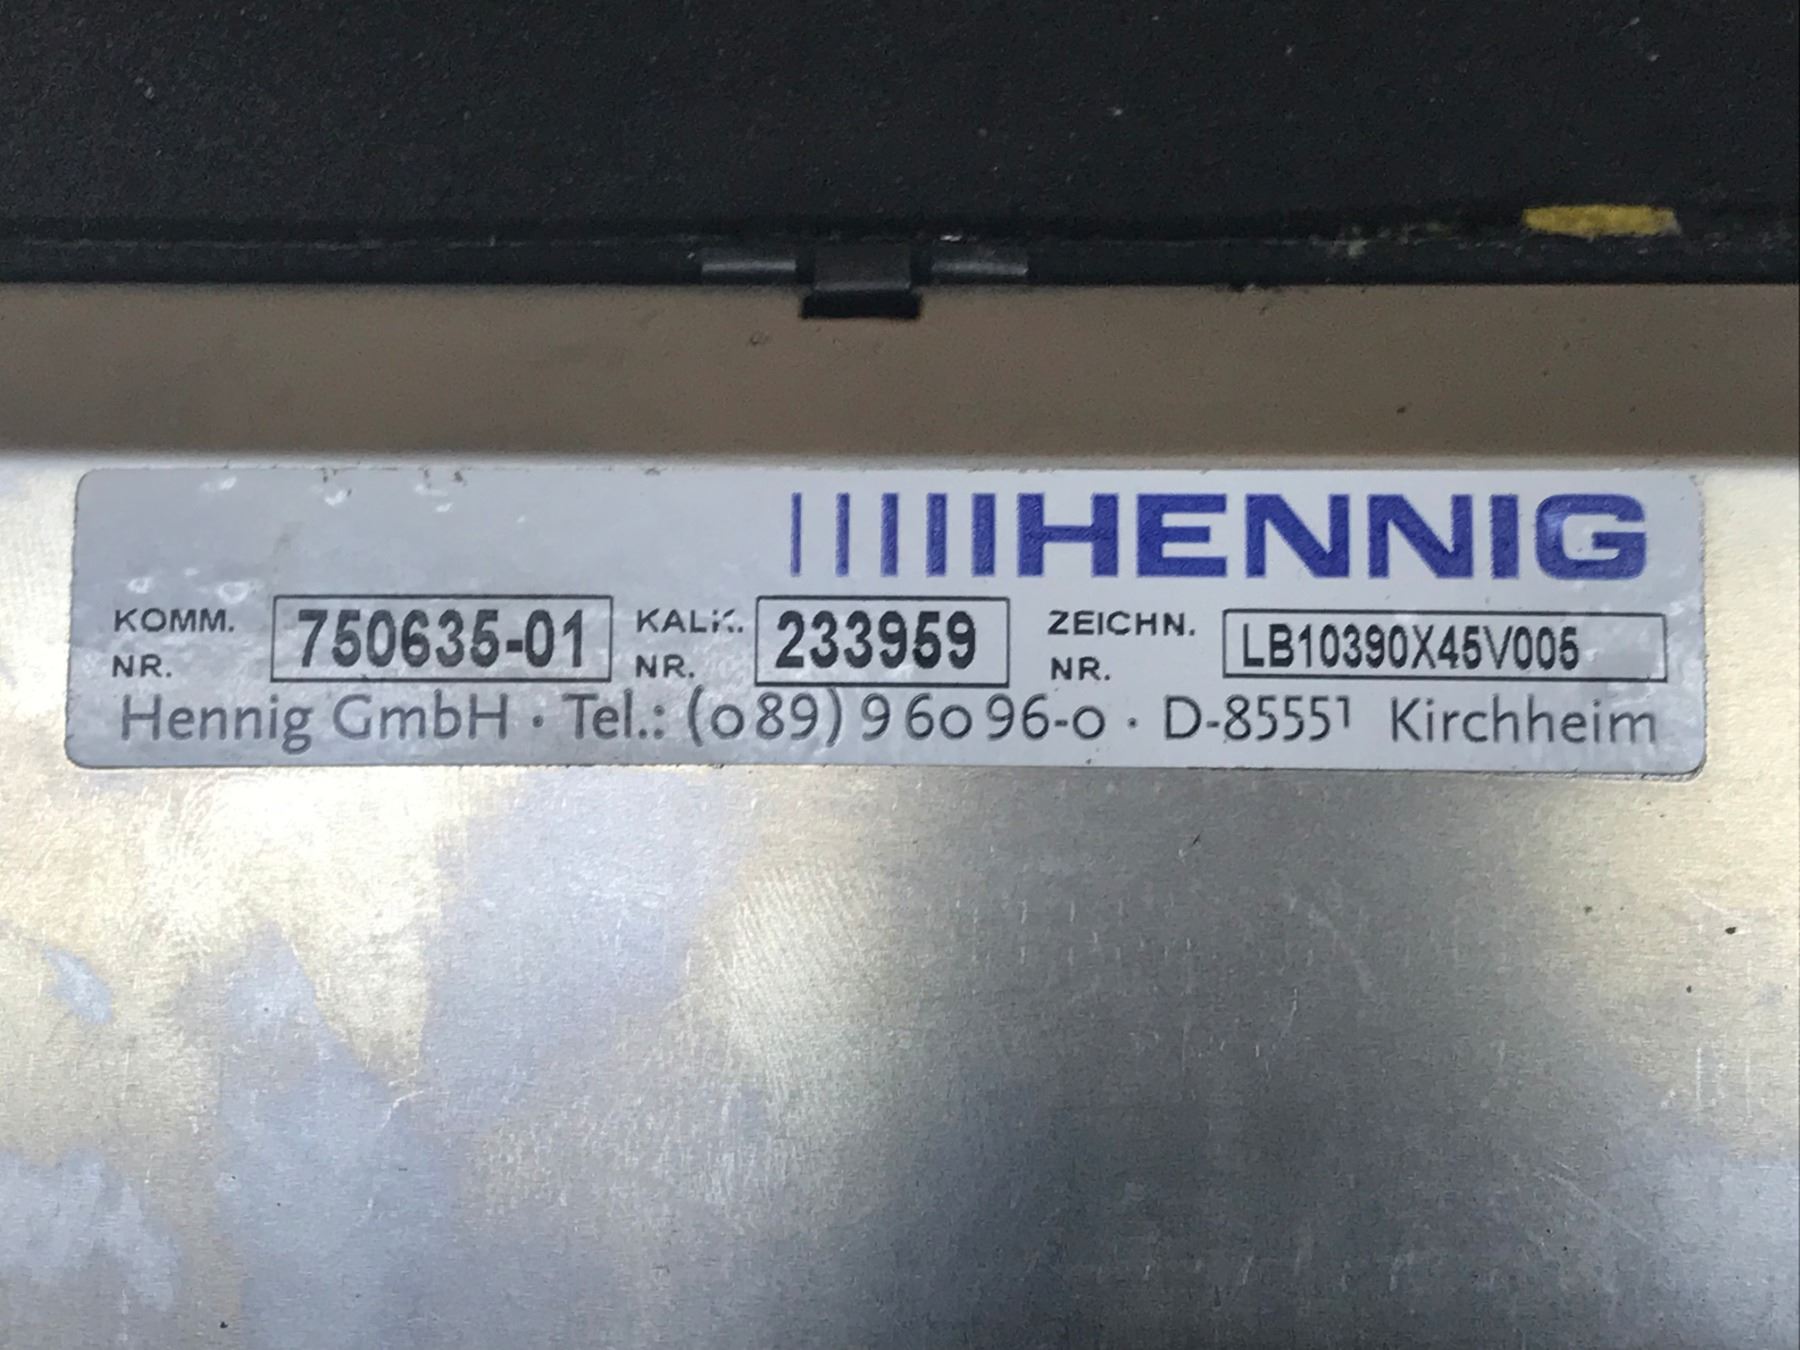 HENNIG
KOMM. NR. 750635-01 KALK. NR. 233959 ZEICHN. NR. LB10390X45V005
Hennig GmbH · Tel.: (089) 96096-0 · D-85551 Kirchheim